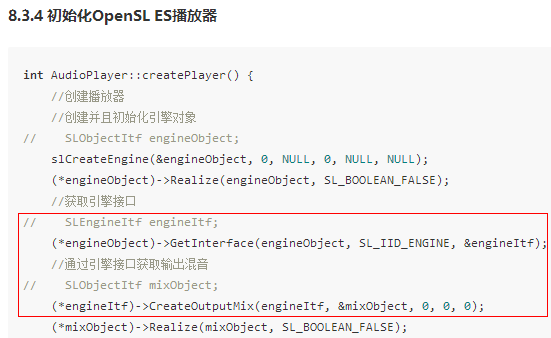 8.3.4 初始化OpenSL ES播放器
int AudioPlayer::createPlayer() {
//创建播放器
//创建并且初始化引擎对象
//    SLObjectItf engineObject;
slCreateEngine(&engineObject, 0, NULL, 0, NULL, NULL);
(*engineObject)->Realize(engineObject, SL_BOOLEAN_FALSE);
//获取引擎接口
//    SLEngineItf engineItf;
(*engineObject)->GetInterface(engineObject, SL_IID_ENGINE, &engineItf);
//通过引擎接口获取输出混音
//    SLObjectItf mixObject;
(*engineItf)->CreateOutputMix(engineItf, &mixObject, 0, 0, 0);
(*mixObject)->Realize(mixObject, SL_BOOLEAN_FALSE);